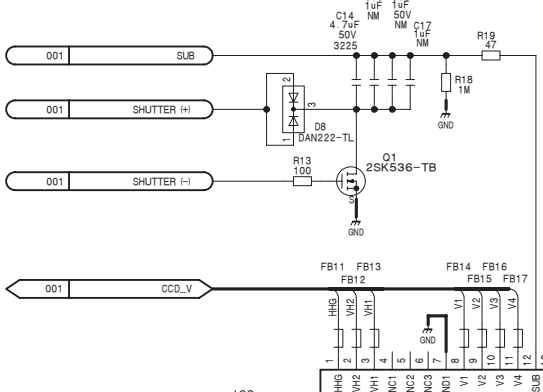 1uF
NM
1uF
50V
NM
C14
4.7uF
50V
3225
C17
1uF
NM
R19
47
001 SUB
R18
1M
GND
001 SHUTTER (+)
2
3
1
D8
DAN222-TL
Q1
2SK536-TB
R13
100
001 SHUTTER (-)
S
GND
FB11 FB13
FB12
FB14 FB16
FB15 FB17
001 CCD_V
HHG
VH2
VH1
V1
V2
V3
V4
GND
1
2
3
4
5
6
7
8
9
10
11
12
HHG
VH2
VH1
NC1
NC2
NC3
GND1
V1
V2
V3
V4
SUB